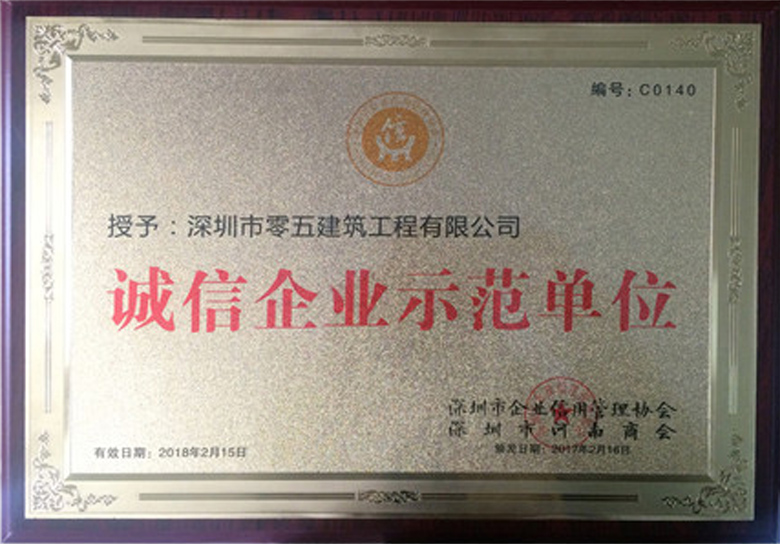 编号：C0140
信
授予：深圳市零五建筑工程有限公司
诚信企业示范单位
深圳市企业信用管理协会
深圳市河南商会
有效日期：2018年2月15日
颁发日期：2017年2月16日